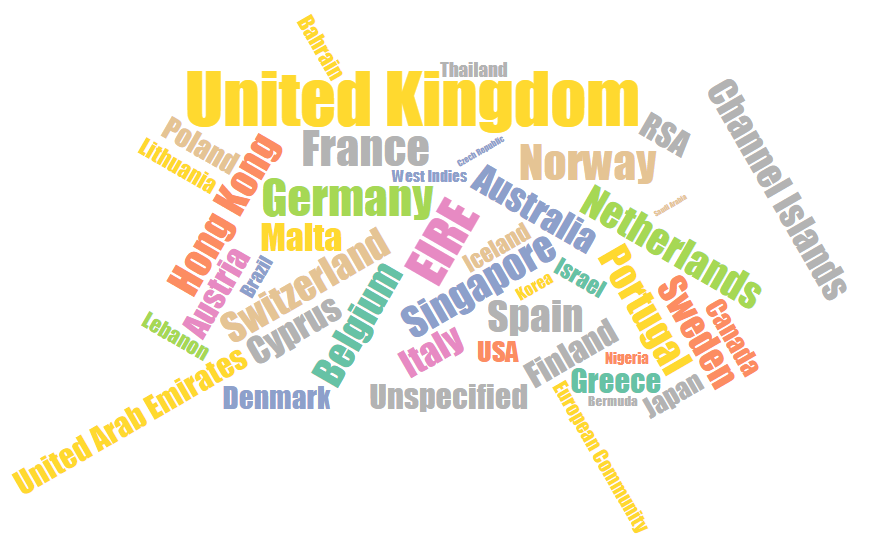 Bahrain
Thailand
United Kingdom
Channel Islands
RSA
Poland
Lithuania
France
Czech Republic
Norway
West Indies
Hong Kong
Germany
Australia
Netherlands
Saudi Arabia
Malta
EIRE
Iceland
Austria
Brazil
Switzerland
Singapore
Israel
Korea
Portugal
Sweden
Canada
Lebanon
Cyprus
Belgium
Spain
Italy
USA
Finland
Nigeria
United Arab Emirates
Greece
Denmark
Unspecified
Bermuda
Japan
European Community